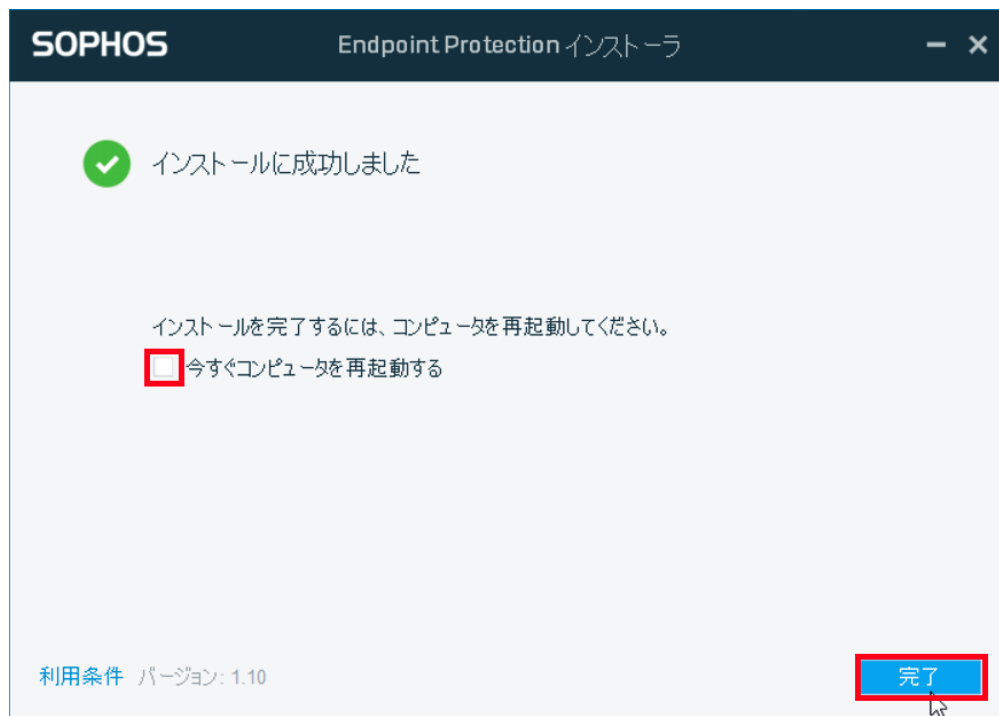 SOPHOS
Endpoint Protection インストーラ
インストールに成功しました
インストールを完了するには、コンピュータを再起動してください。
今すぐコンピュータを再起動する
利用条件 バージョン: 1.10
完了